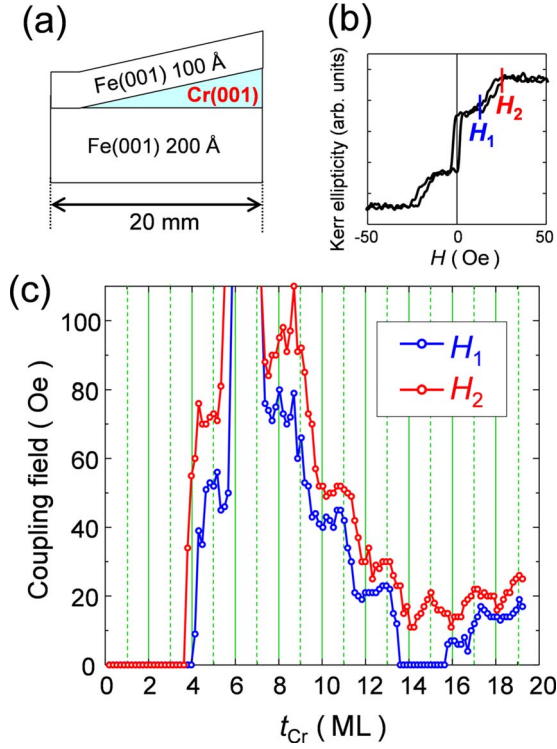 (a)
Fe(001) 100 Å
Cr(001)
Fe(001) 200 Å
20 mm
(b)
Kerr ellipticity (arb. units)
H1
H2
-50 0 50
H ( Oe )
(c)
Coupling field ( Oe )
100
80
60
40
20
0
H1
H2
0 2 4 6 8 10 12 14 16 18 20
tCr ( ML )